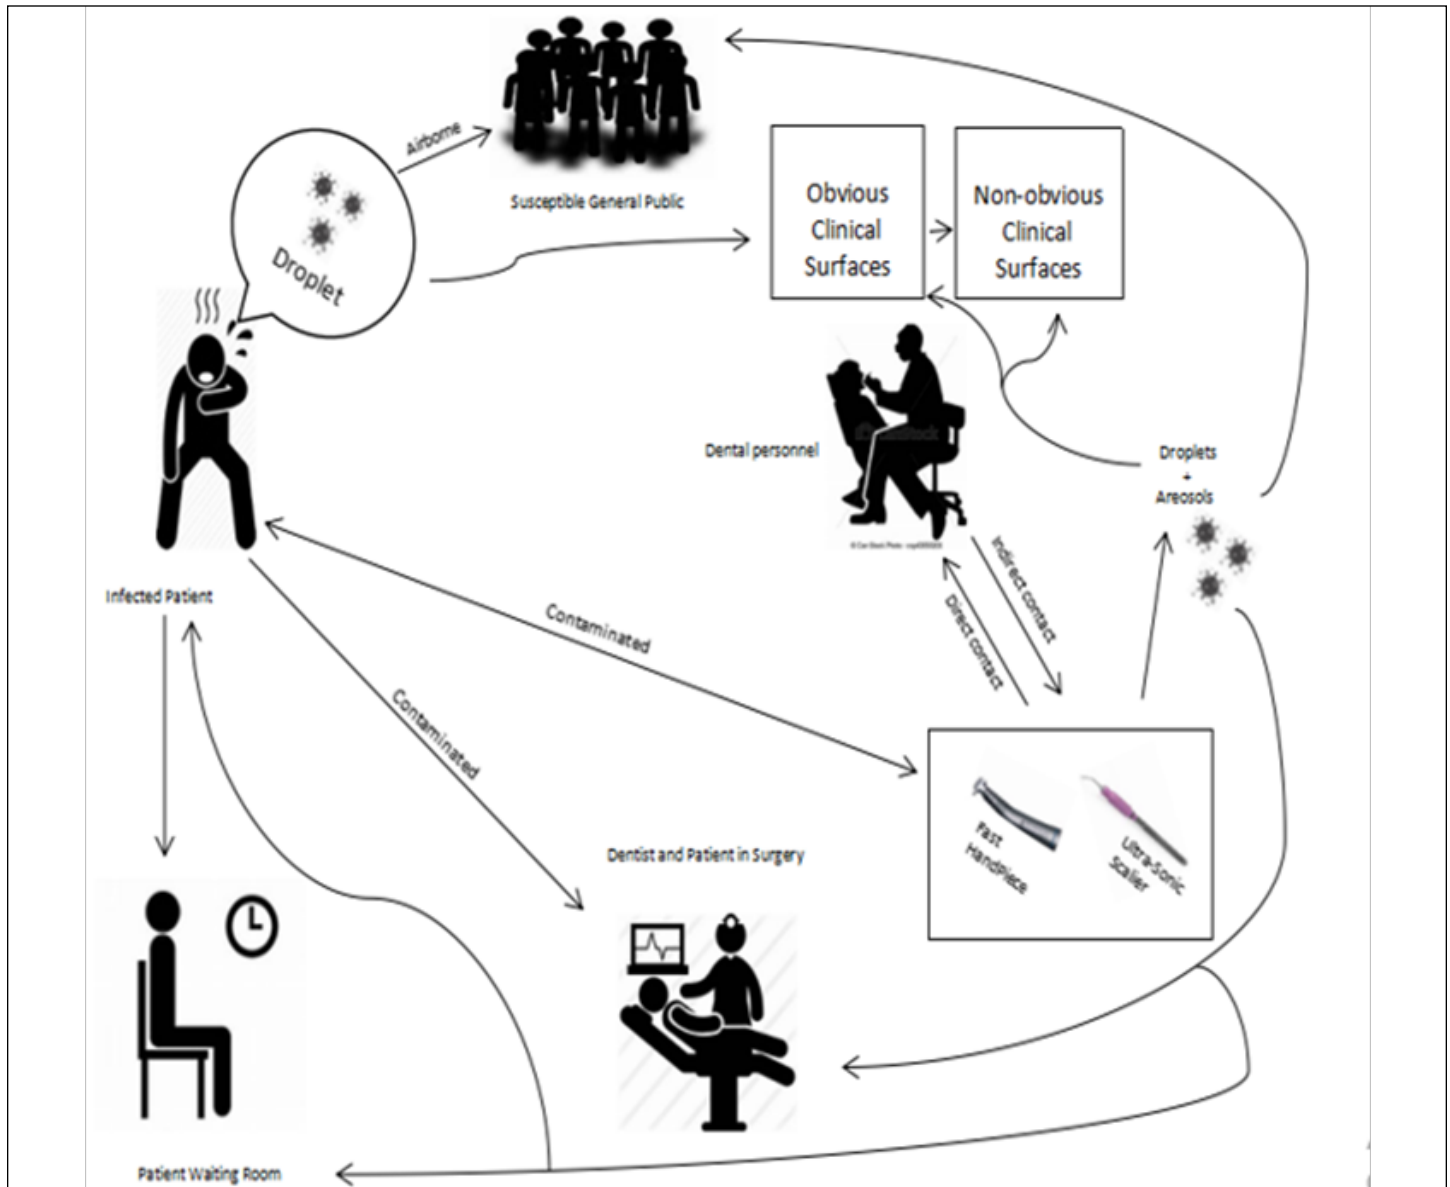 Airborne
Susceptible General Public
Droplet
Obvious
Clinical
Surfaces
Non-obvious
Clinical
Surfaces
Dental personnel
Droplets
+
Areosols
Indirect contact
Direct contact
Infected Patient
Contaminated
Contaminated
Fast
HandPiece
Ultra-Sonic
Scalier
Dentist and Patient in Surgery
Patient Waiting Room